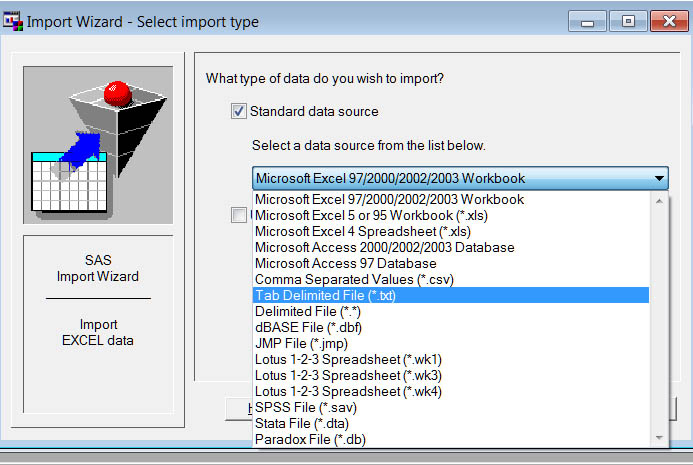 Import Wizard - Select import type
What type of data do you wish to import?
Standard data source
Select a data source from the list below.
Microsoft Excel 97/2000/2002/2003 Workbook
Microsoft Excel 97/2000/2002/2003 Workbook
Microsoft Excel 5 or 95 Workbook (*.xls)
Microsoft Excel 4 Spreadsheet (*.xls)
Microsoft Access 2000/2002/2003 Database
Microsoft Access 97 Database
Comma Separated Values (*.csv)
Tab Delimited File (*.txt)
Delimited File (*.*)
dBASE File (*.dbf)
JMP File (*.jmp)
Lotus 1-2-3 Spreadsheet (*.wk1)
Lotus 1-2-3 Spreadsheet (*.wk3)
Lotus 1-2-3 Spreadsheet (*.wk4)
SPSS File (*.sav)
Stata File (*.dta)
Paradox File (*.db)
SAS
Import Wizard
Import
EXCEL data